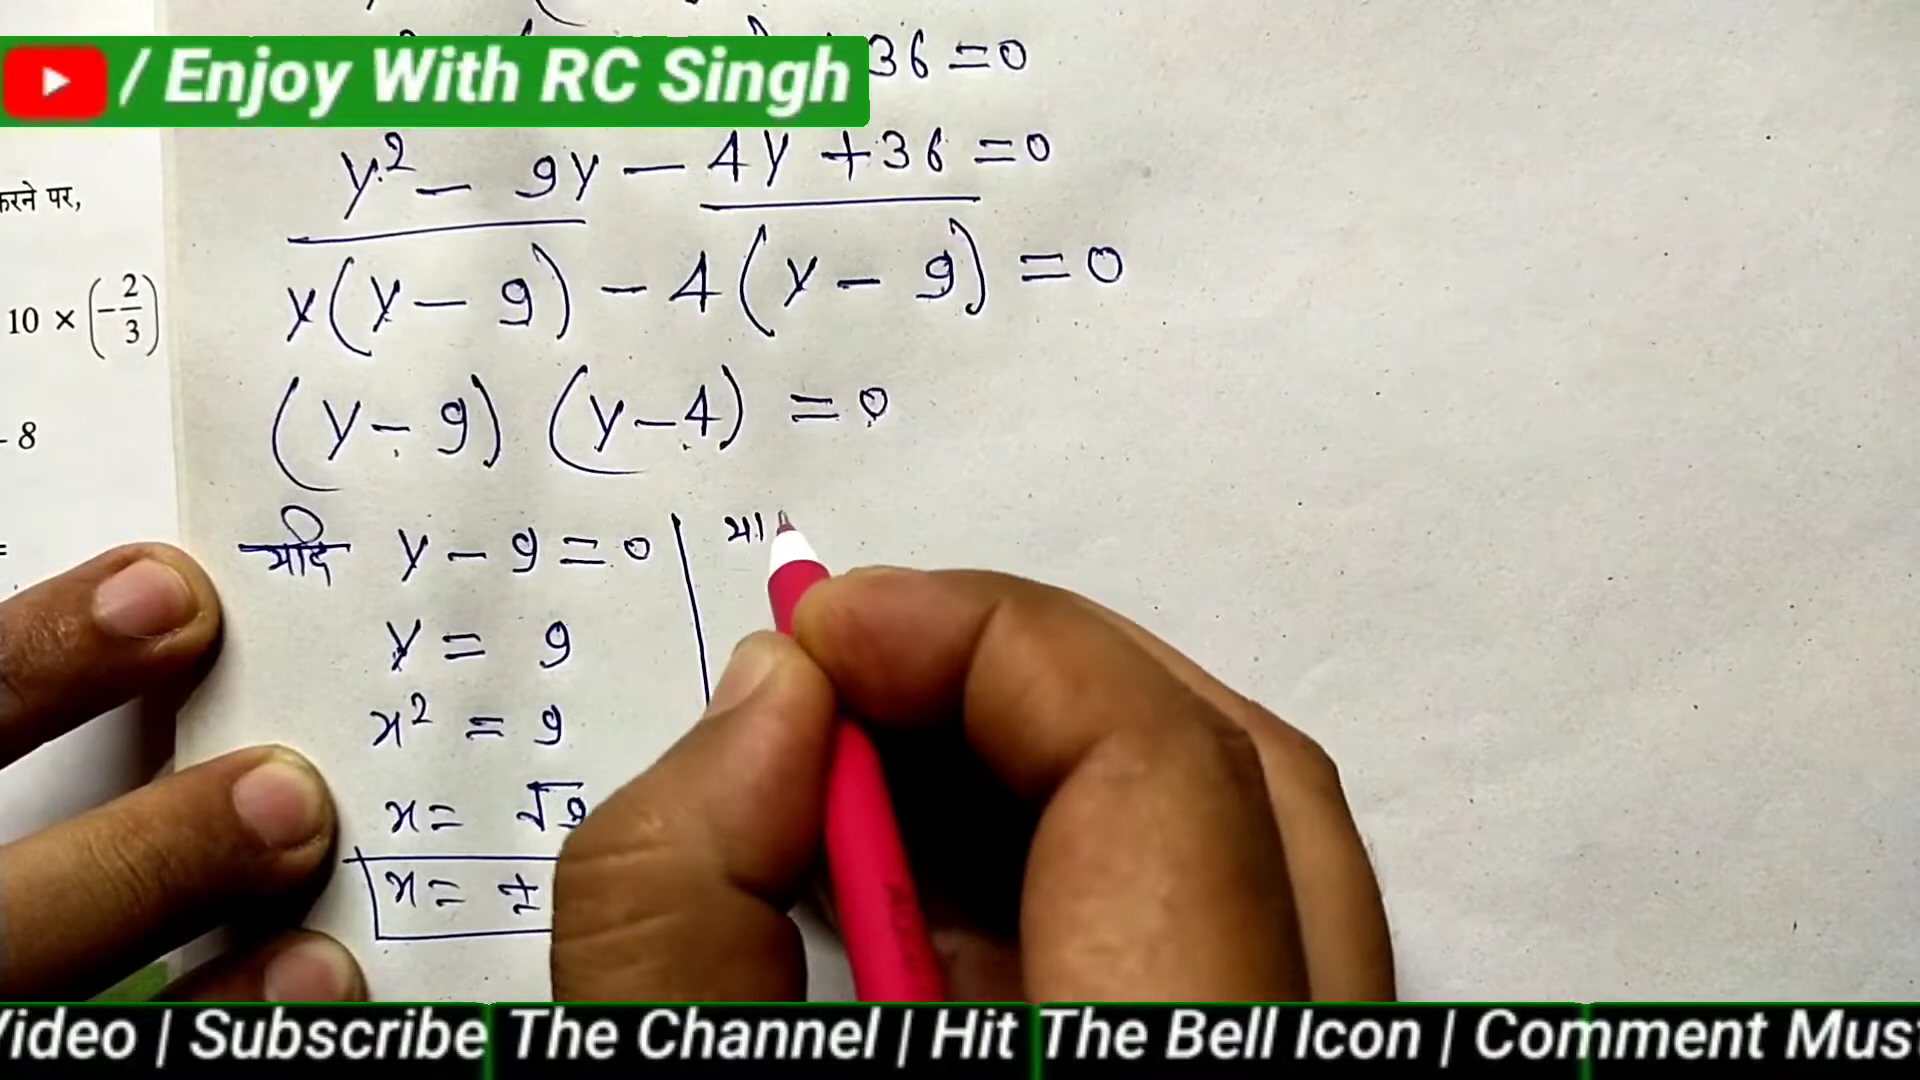 / Enjoy With RC Singh
36 = 0
y² - 9y - 4y + 36 = 0
y(y - 9) - 4(y - 9) = 0
(y - 9) (y - 4) = 0
यदि y - 9 = 0
या
y = 9
x² = 9
x = √9
x = ±
करने पर,
10 × (-2/3)
- 8
=
Video | Subscribe The Channel | Hit The Bell Icon | Comment Mus